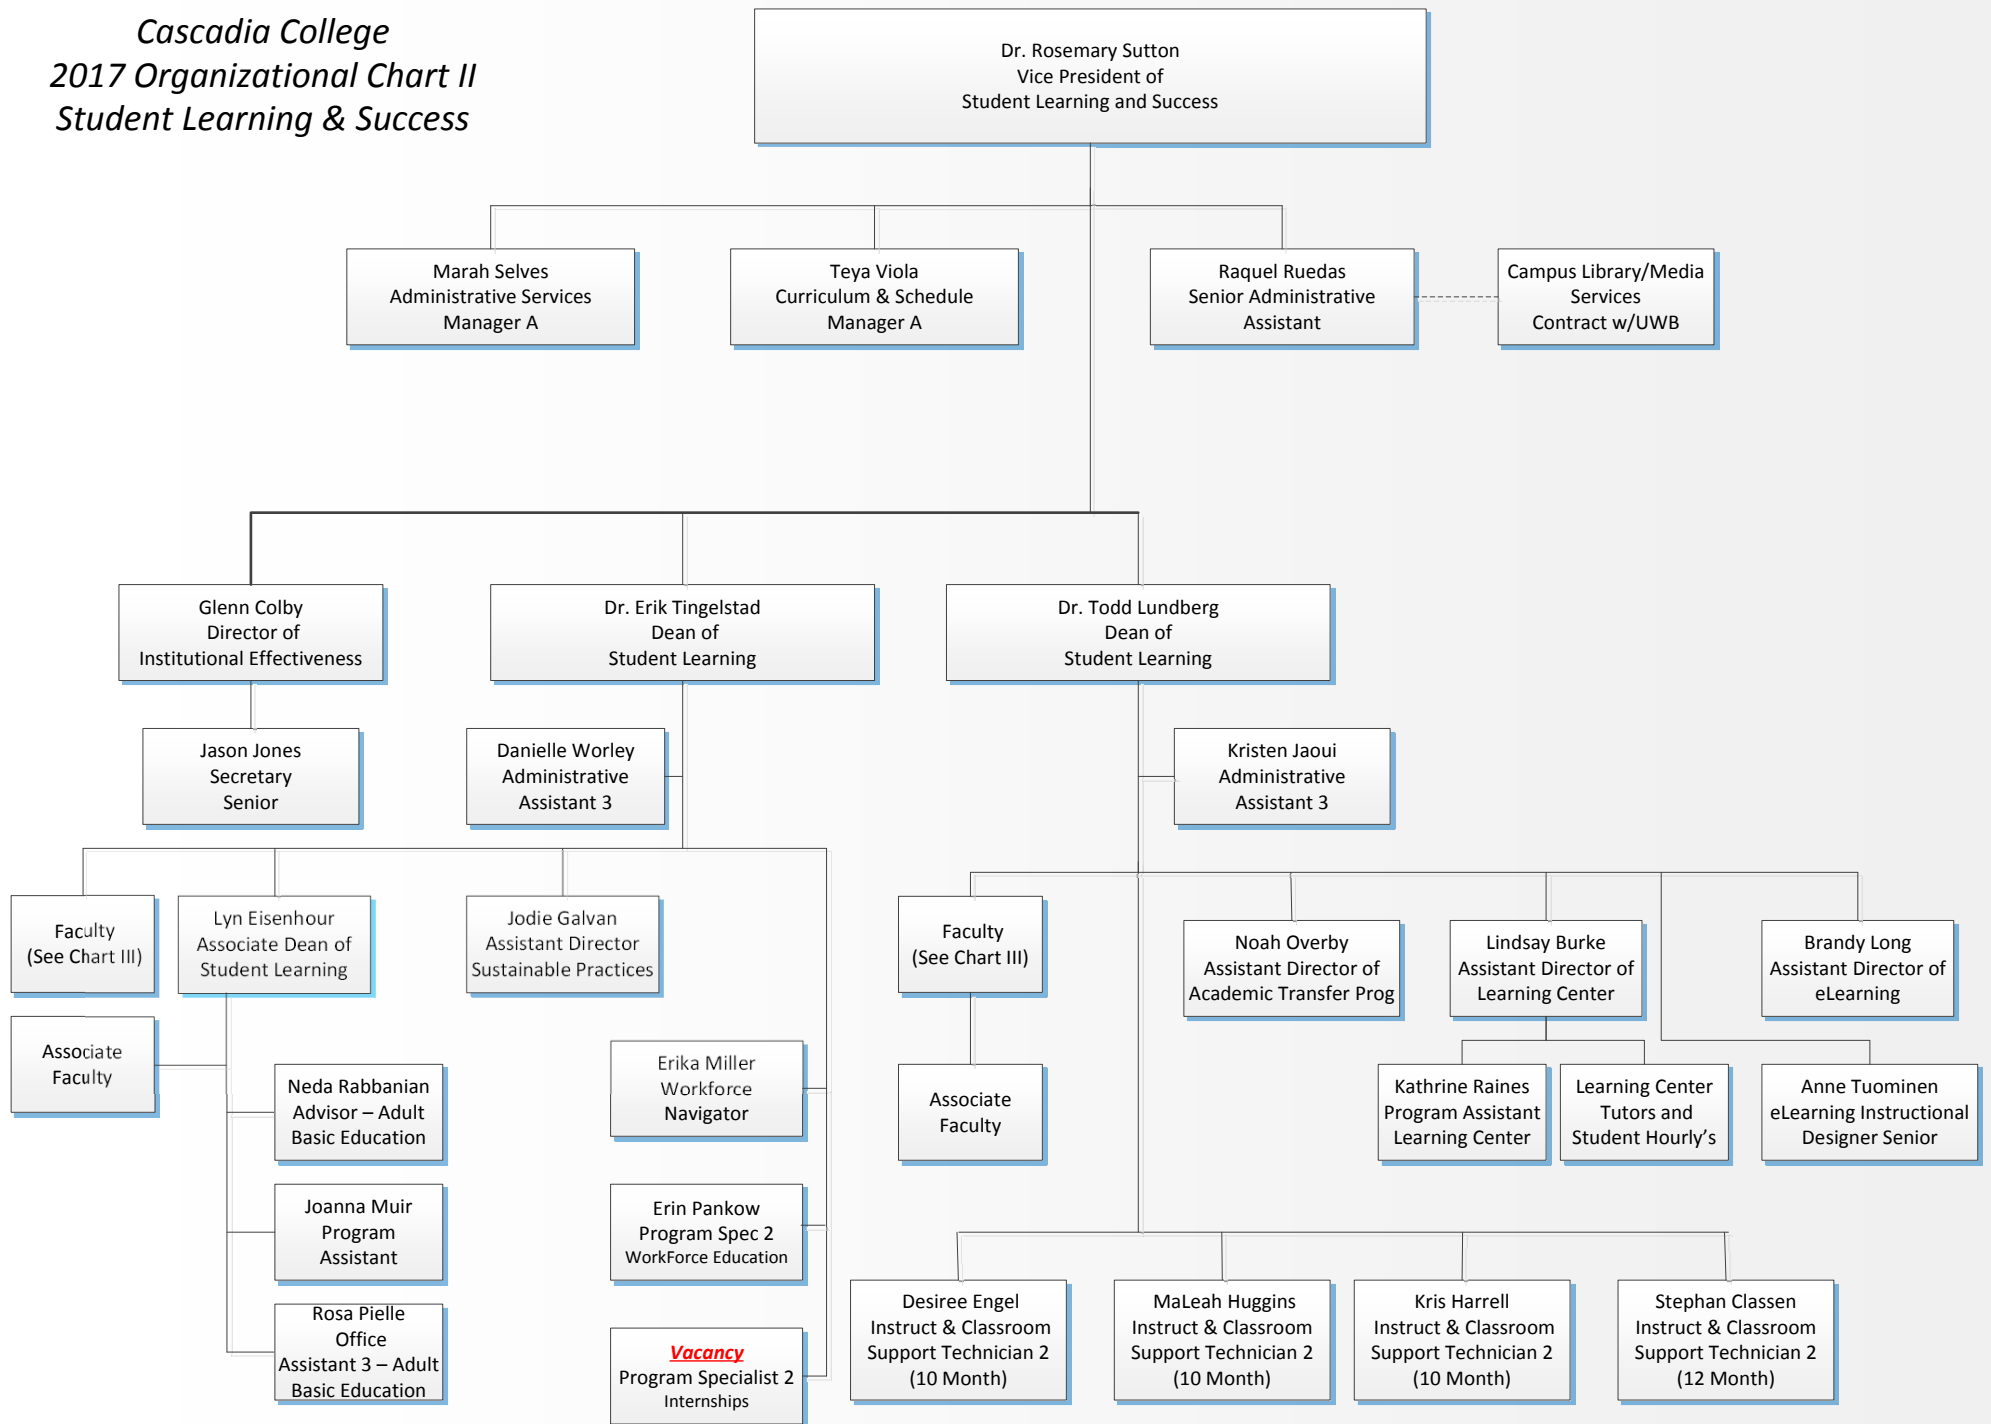 Cascadia College
2017 Organizational Chart II
Student Learning & Success
Dr. Rosemary Sutton
Vice President of
Student Learning and Success
Marah Selves
Administrative Services
Manager A
Teya Viola
Curriculum & Schedule
Manager A
Raquel Ruedas
Senior Administrative
Assistant
Campus Library/Media
Services
Contract w/UWB
Glenn Colby
Director of
Institutional Effectiveness
Dr. Erik Tingelstad
Dean of
Student Learning
Dr. Todd Lundberg
Dean of
Student Learning
Jason Jones
Secretary
Senior
Danielle Worley
Administrative
Assistant 3
Kristen Jaoui
Administrative
Assistant 3
Faculty
(See Chart III)
Lyn Eisenhour
Associate Dean of
Student Learning
Jodie Galvan
Assistant Director
Sustainable Practices
Faculty
(See Chart III)
Noah Overby
Assistant Director of
Academic Transfer Prog
Lindsay Burke
Assistant Director of
Learning Center
Brandy Long
Assistant Director of
eLearning
Associate
Faculty
Neda Rabbanian
Advisor – Adult
Basic Education
Erika Miller
Workforce
Navigator
Associate
Faculty
Kathrine Raines
Program Assistant
Learning Center
Learning Center
Tutors and
Student Hourly's
Anne Tuominen
eLearning Instructional
Designer Senior
Joanna Muir
Program
Assistant
Erin Pankow
Program Spec 2
WorkForce Education
Rosa Pielle
Office
Assistant 3 – Adult
Basic Education
Vacancy
Program Specialist 2
Internships
Desiree Engel
Instruct & Classroom
Support Technician 2
(10 Month)
MaLeah Huggins
Instruct & Classroom
Support Technician 2
(10 Month)
Kris Harrell
Instruct & Classroom
Support Technician 2
(10 Month)
Stephan Classen
Instruct & Classroom
Support Technician 2
(12 Month)